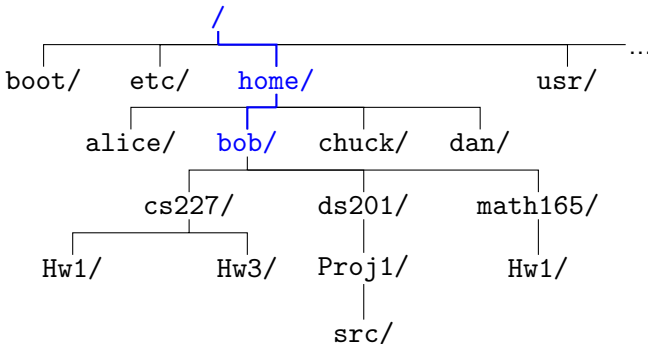 /
boot/ etc/ home/ usr/ ...
alice/ bob/ chuck/ dan/
cs227/ ds201/ math165/
Hw1/ Hw3/ Proj1/ Hw1/
src/